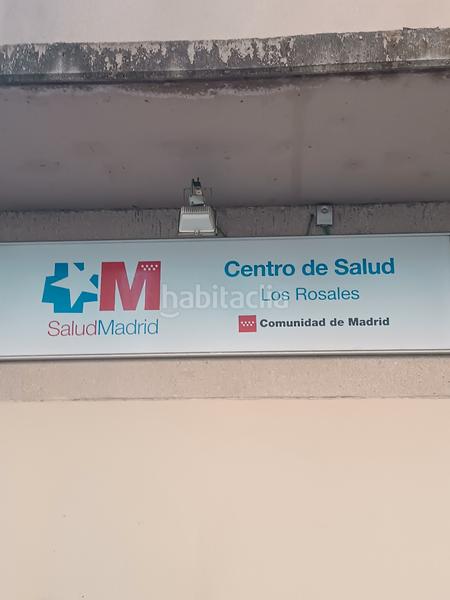 Centro de Salud
Los Rosales
M
habitaclia
SaludMadrid
Comunidad de Madrid